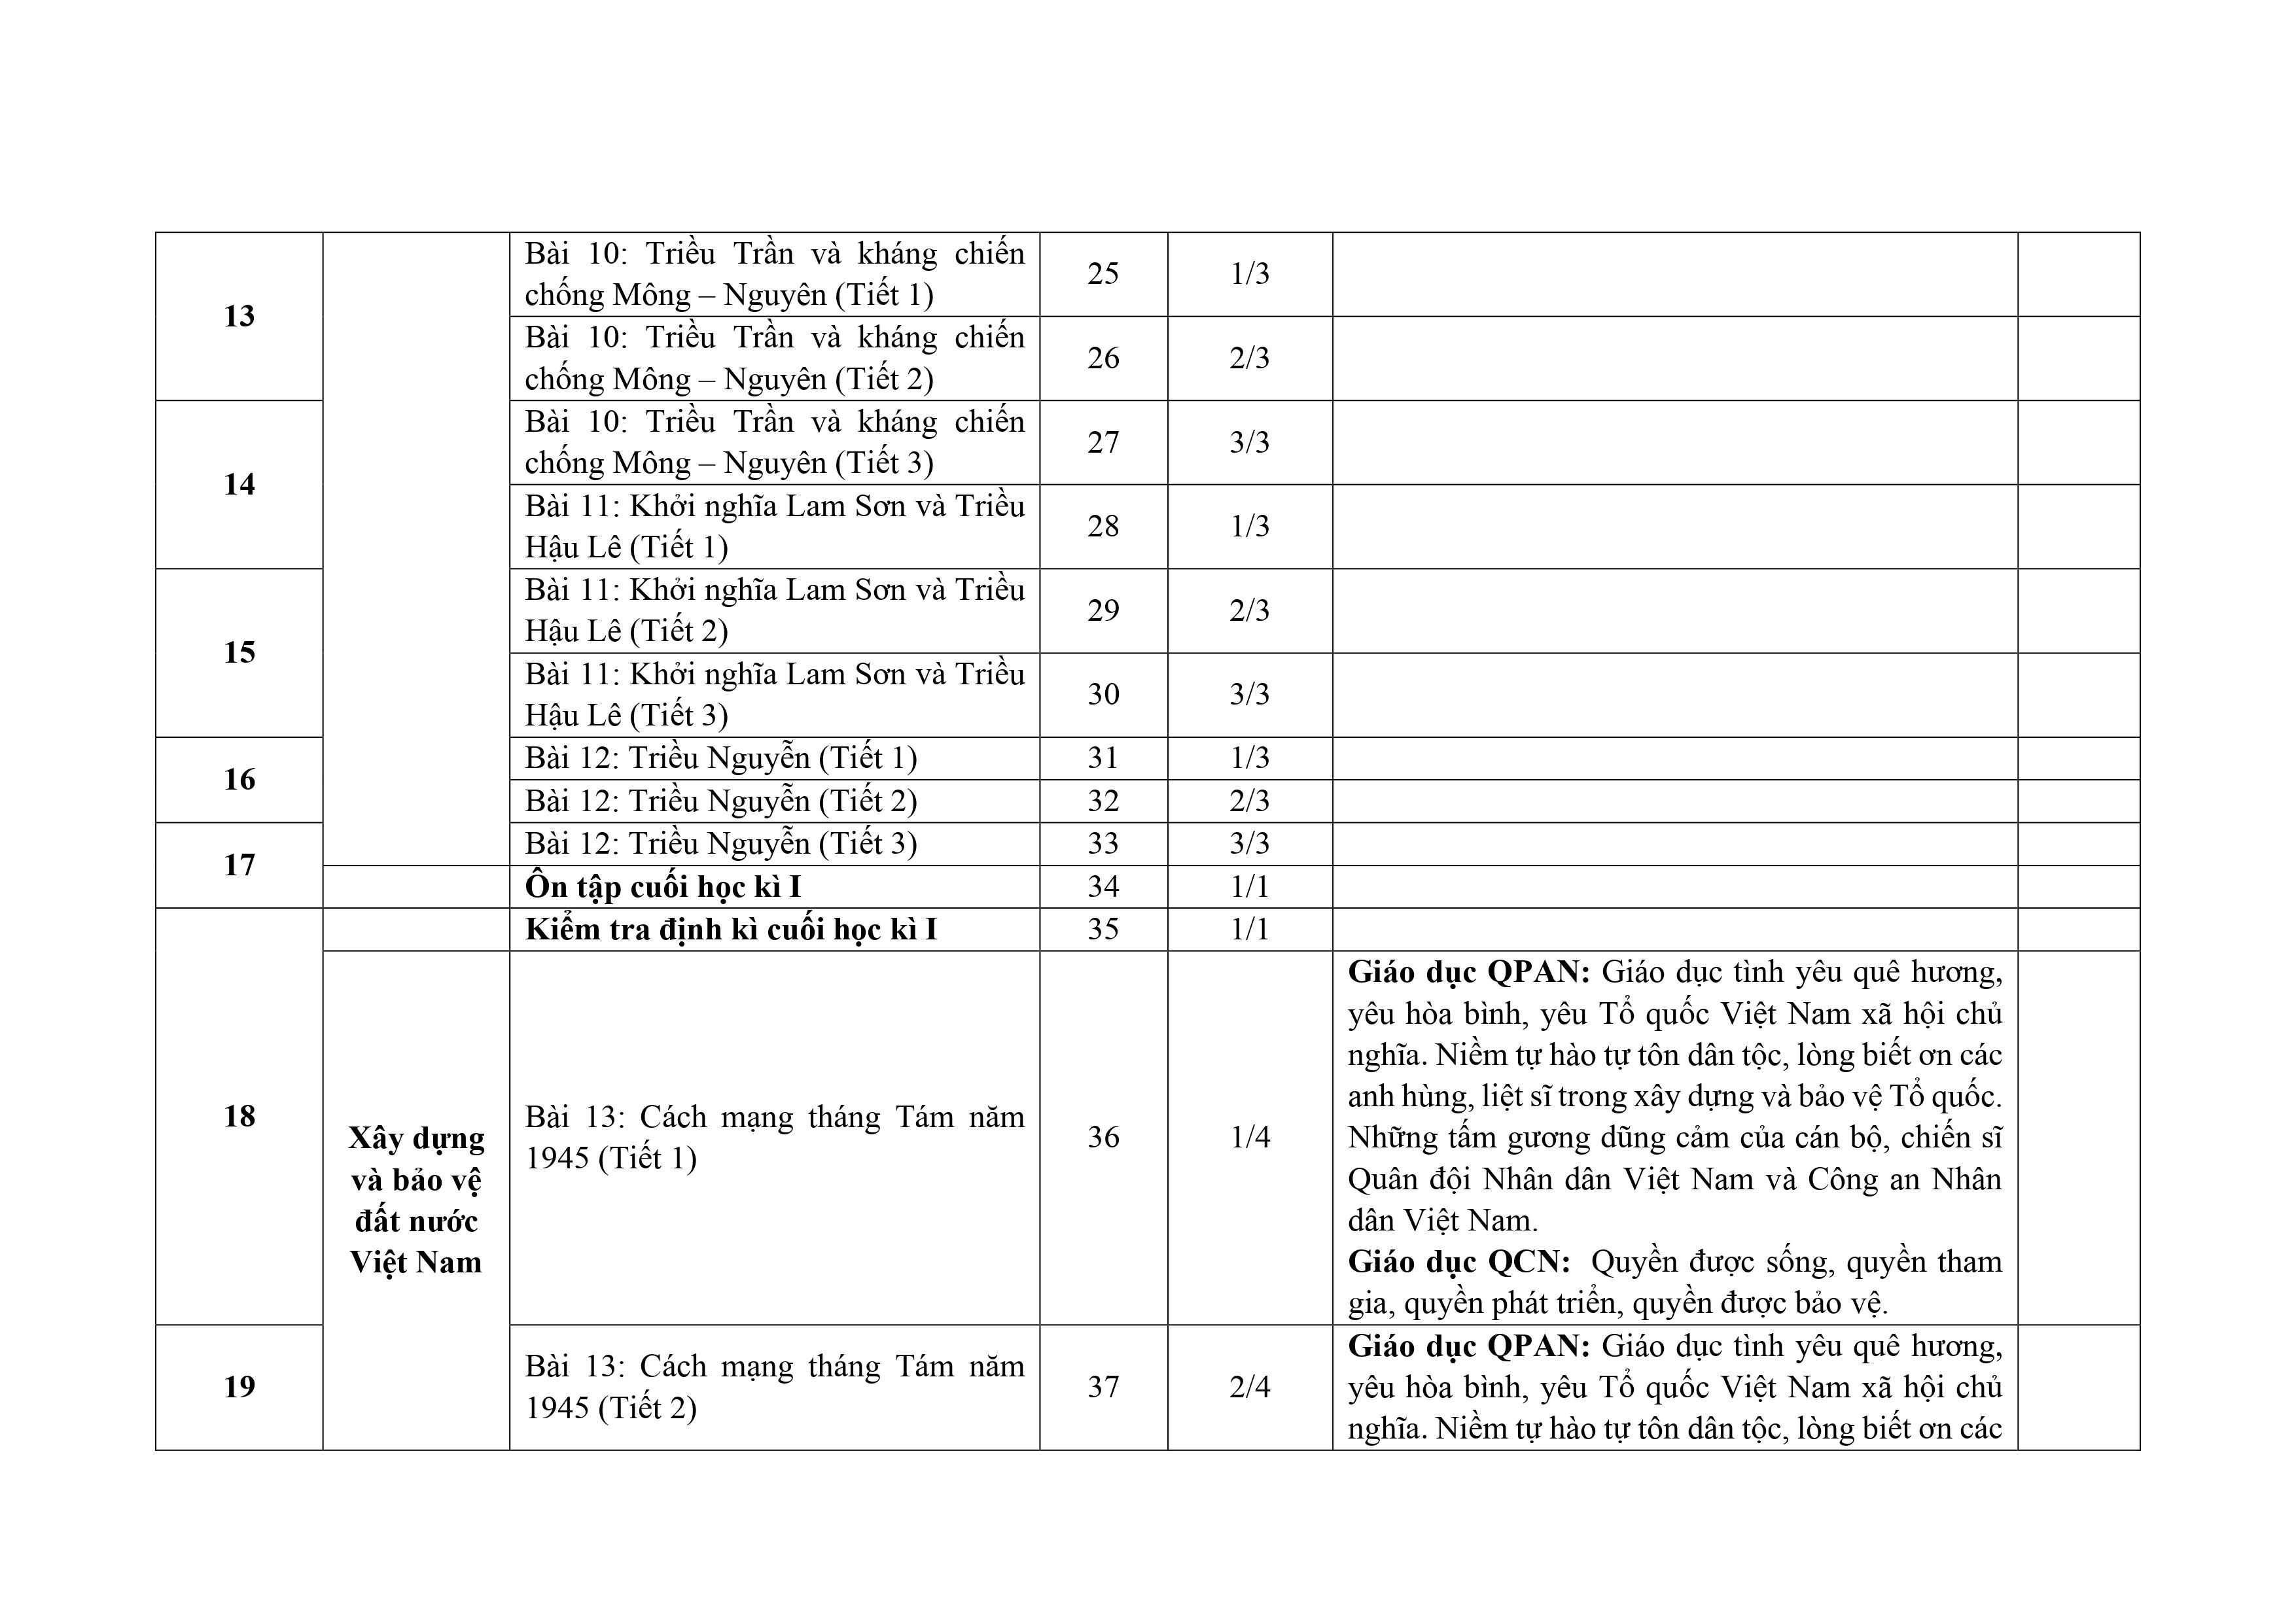 13
Bài 10: Triều Trần và kháng chiến
chống Mông – Nguyên (Tiết 1)
25
1/3
Bài 10: Triều Trần và kháng chiến
chống Mông – Nguyên (Tiết 2)
26
2/3
14
Bài 10: Triều Trần và kháng chiến
chống Mông – Nguyên (Tiết 3)
27
3/3
Bài 11: Khởi nghĩa Lam Sơn và Triều
Hậu Lê (Tiết 1)
28
1/3
15
Bài 11: Khởi nghĩa Lam Sơn và Triều
Hậu Lê (Tiết 2)
29
2/3
Bài 11: Khởi nghĩa Lam Sơn và Triều
Hậu Lê (Tiết 3)
30
3/3
16
Bài 12: Triều Nguyễn (Tiết 1)
31
1/3
Bài 12: Triều Nguyễn (Tiết 2)
32
2/3
17
Bài 12: Triều Nguyễn (Tiết 3)
33
3/3
Ôn tập cuối học kì I
34
1/1
18
Kiểm tra định kì cuối học kì I
35
1/1
Xây dựng
và bảo vệ
đất nước
Việt Nam
Bài 13: Cách mạng tháng Tám năm
1945 (Tiết 1)
36
1/4
Giáo dục QPAN: Giáo dục tình yêu quê hương,
yêu hòa bình, yêu Tổ quốc Việt Nam xã hội chủ
nghĩa. Niềm tự hào tự tôn dân tộc, lòng biết ơn các
anh hùng, liệt sĩ trong xây dựng và bảo vệ Tổ quốc.
Những tấm gương dũng cảm của cán bộ, chiến sĩ
Quân đội Nhân dân Việt Nam và Công an Nhân
dân Việt Nam.
Giáo dục QCN: Quyền được sống, quyền tham
gia, quyền phát triển, quyền được bảo vệ.
19
Bài 13: Cách mạng tháng Tám năm
1945 (Tiết 2)
37
2/4
Giáo dục QPAN: Giáo dục tình yêu quê hương,
yêu hòa bình, yêu Tổ quốc Việt Nam xã hội chủ
nghĩa. Niềm tự hào tự tôn dân tộc, lòng biết ơn các